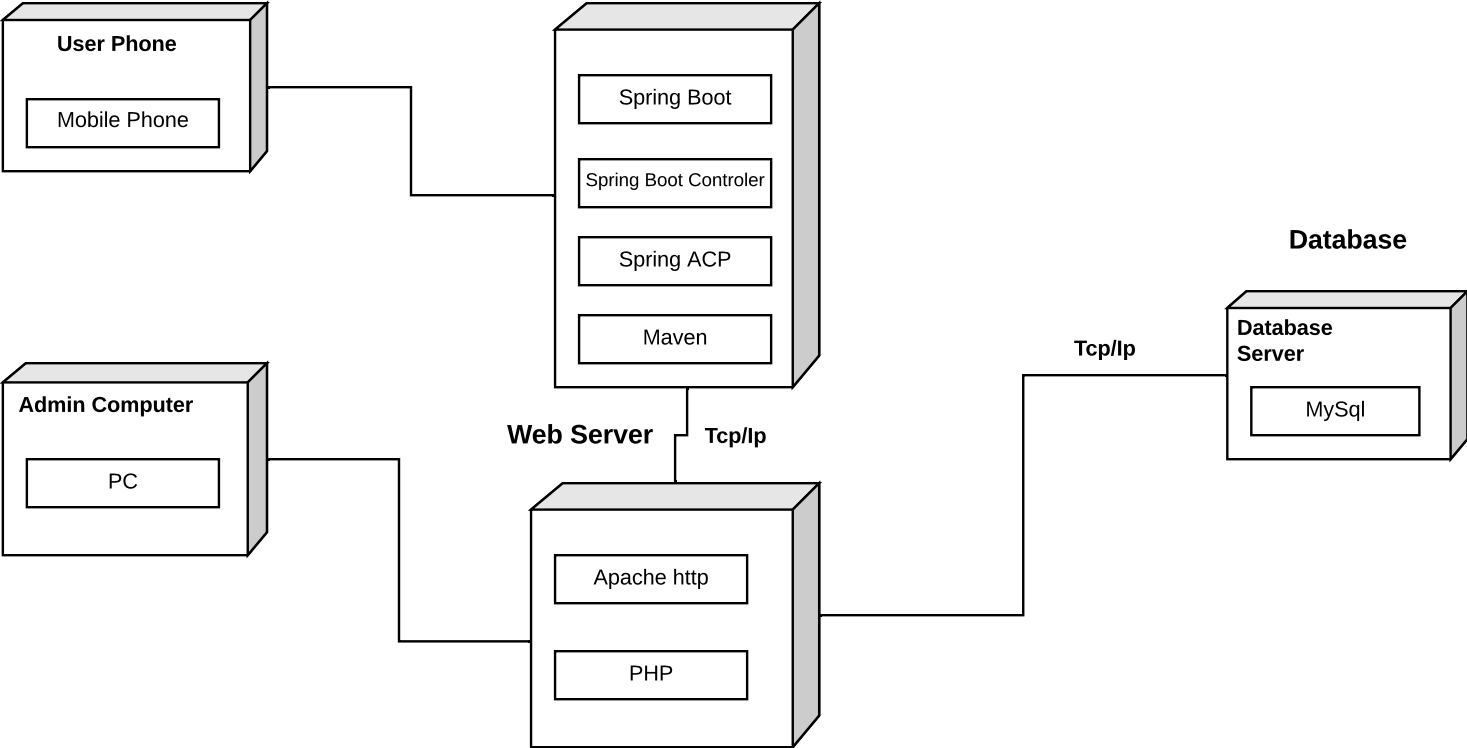 User Phone
Mobile Phone
Spring Boot
Spring Boot Controler
Spring ACP
Maven
Database
Database
Server
MySql
Tcp/Ip
Admin Computer
PC
Web Server
Tcp/Ip
Apache http
PHP